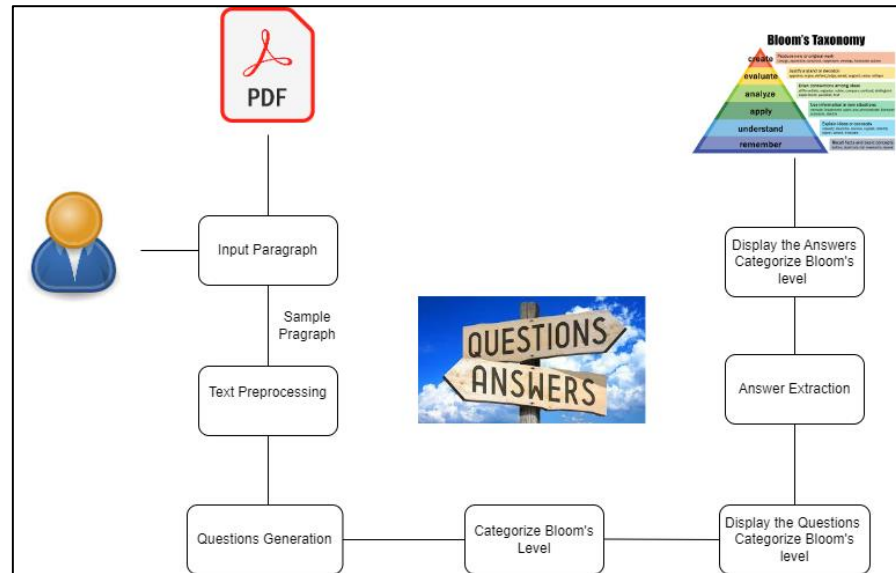 PDF
Bloom's Taxonomy
create
evaluate
analyze
apply
understand
remember
Input Paragraph
Sample
Pragraph
Text Preprocessing
Questions Generation
Categorize Bloom's
Level
Display the Questions
Categorize Bloom's
level
Answer Extraction
Display the Answers
Categorize Bloom's
level
QUESTIONS
ANSWERS